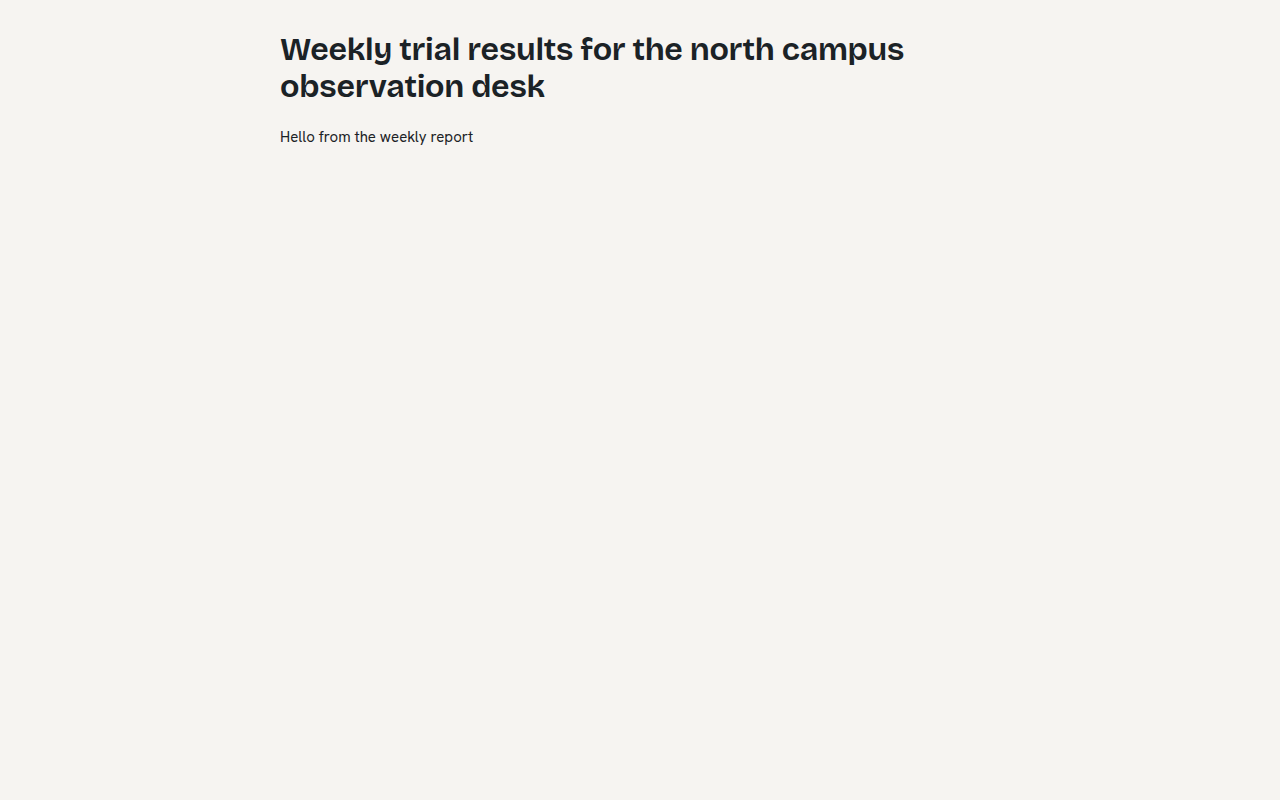 Weekly trial results for the north campus
observation desk
Hello from the weekly report